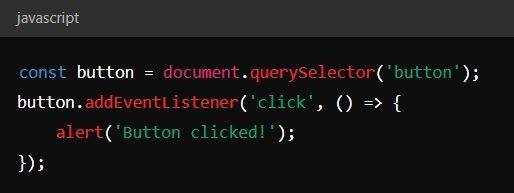 javascript
const button = document.querySelector('button');
button.addEventListener('click', () => {
    alert('Button clicked!');
});